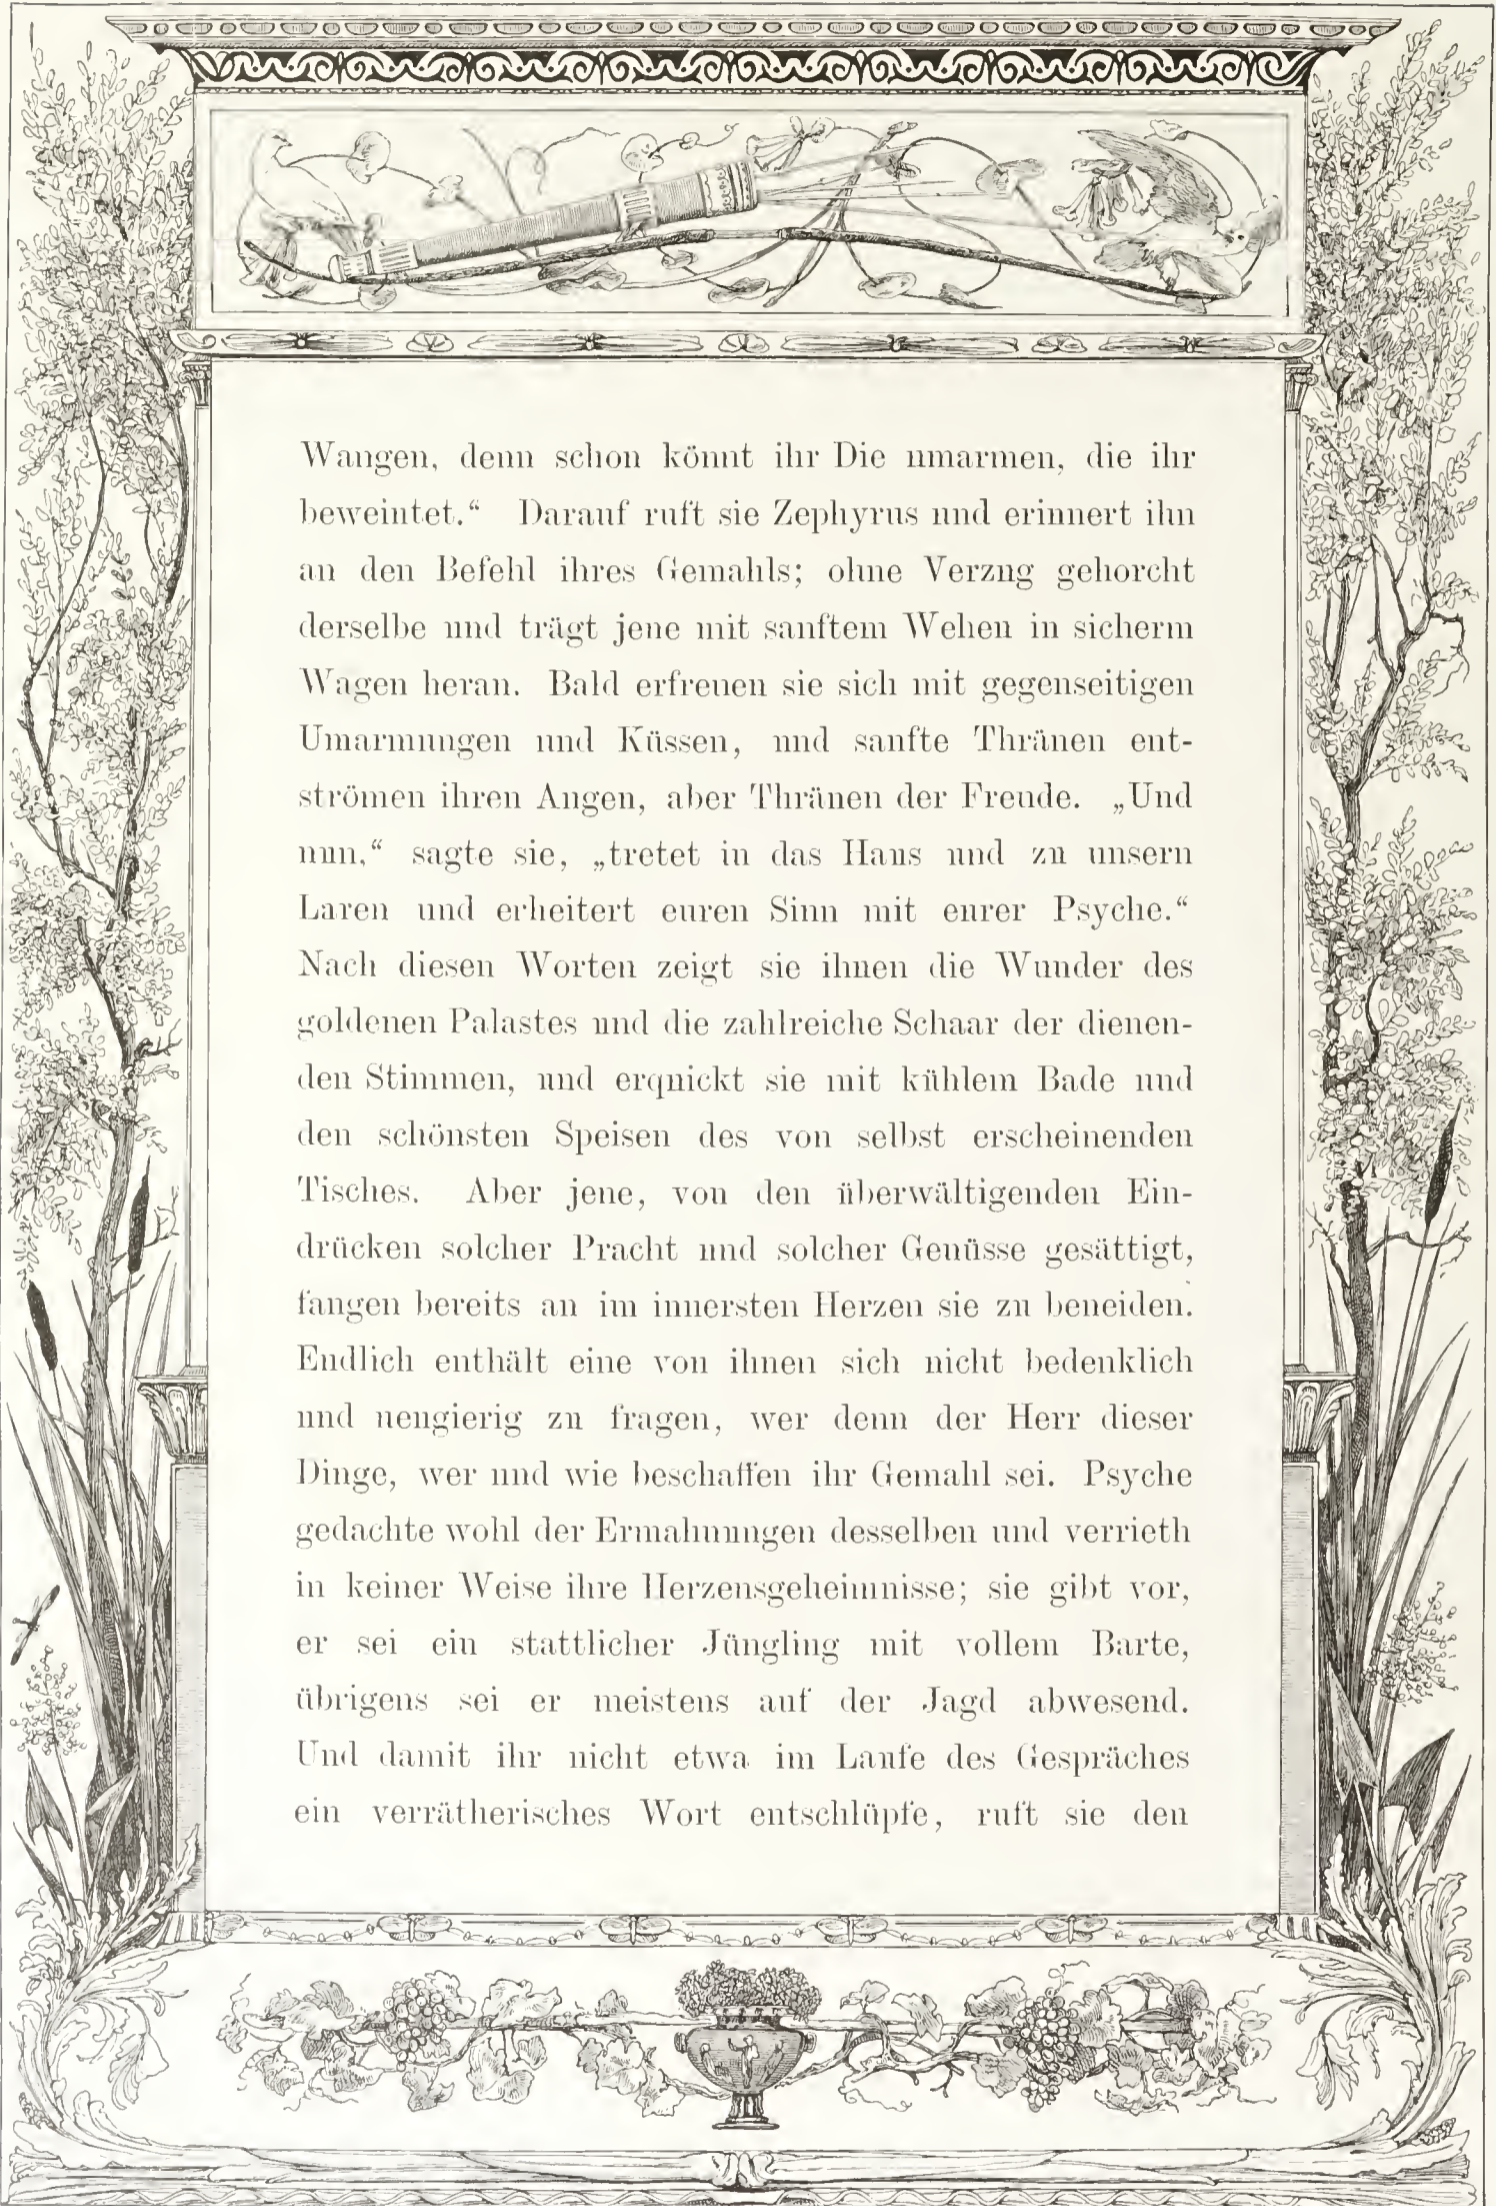 Wangen, denn schon könnt ihr Die umarmen, die ihr
beweintet.“ Darauf ruft sie Zephyrus und erinnert ihn
an den Befehl ihres Gemahls; ohne Verzug gehorcht
derselbe und trägt jene mit sanftem Wehen in sicherm
Wagen heran. Bald erfreuen sie sich mit gegenseitigen
Umarmungen und Küssen, und sanfte Thränen ent-
strömen ihren Augen, aber Thränen der Freude. „Und
nun,“ sagte sie, „tretet in das Haus und zu unsern
Laren und erheitert euren Sinn mit eurer Psyche.“
Nach diesen Worten zeigt sie ihnen die Wunder des
goldenen Palastes und die zahlreiche Schaar der dienen-
den Stimmen, und erquickt sie mit kühlem Bade und
den schönsten Speisen des von selbst erscheinenden
Tisches. Aber jene, von den überwältigenden Ein-
drücken solcher Pracht und solcher Genüsse gesättigt,
fangen bereits an im innersten Herzen sie zu beneiden.
Endlich enthält eine von ihnen sich nicht bedenklich
und neugierig zu fragen, wer denn der Herr dieser
Dinge, wer und wie beschaffen ihr Gemahl sei. Psyche
gedachte wohl der Ermahnungen desselben und verrieth
in keiner Weise ihre Herzensgeheimnisse; sie gibt vor,
er sei ein stattlicher Jüngling mit vollem Barte,
übrigens sei er meistens auf der Jagd abwesend.
Und damit ihr nicht etwa im Laufe des Gespräches
ein verrätherisches Wort entschlüpfe, ruft sie den